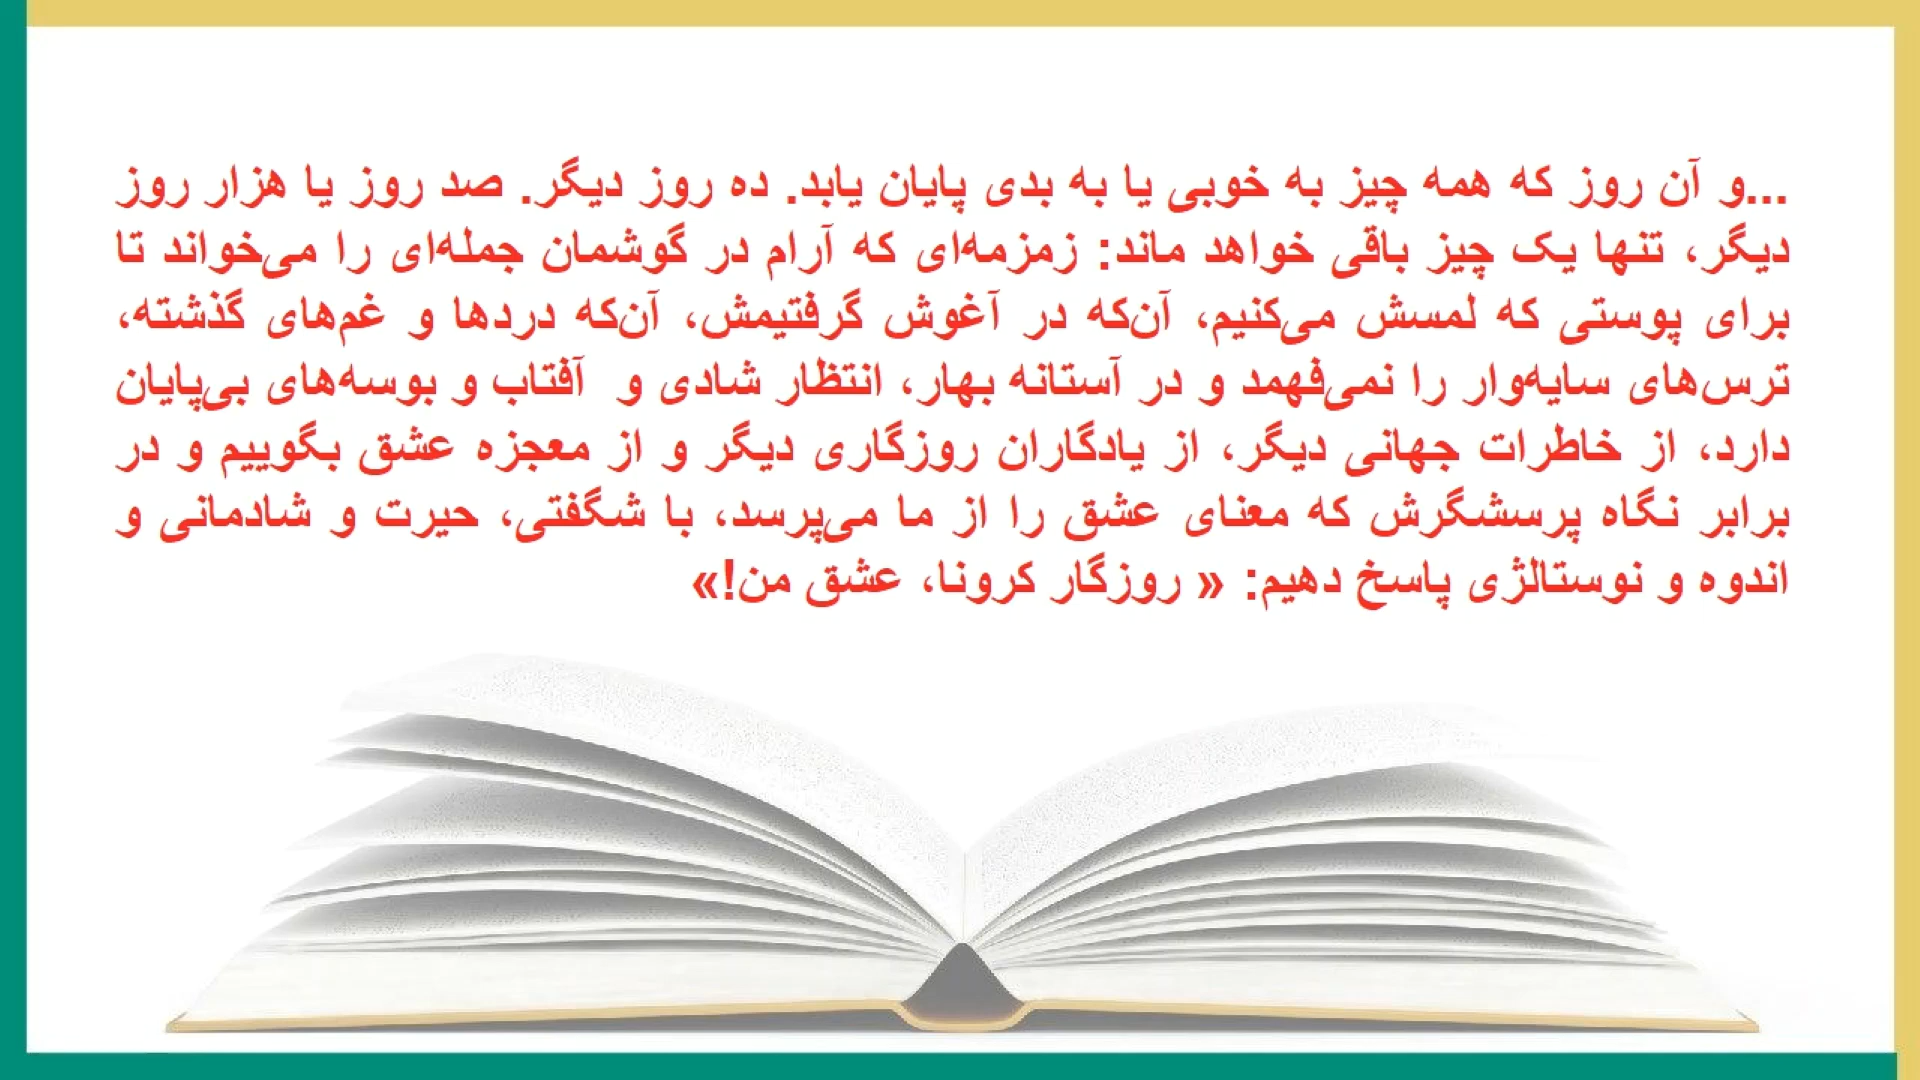 ...و آن روز که همه چیز به خوبی یا به بدی پایان یابد. ده روز دیگر. صد روز یا هزار روز
دیگر، تنها یک چیز باقی خواهد ماند: زمزمه‌ای که آرام در گوشمان جمله‌ای را می‌خواند تا
برای پوستی که لمسش می‌کنیم، آن‌که در آغوش گرفتیمش، آن‌که دردها و غم‌های گذشته،
ترس‌های سایه‌وار را نمی‌فهمد و در آستانه بهار، انتظار شادی و آفتاب و بوسه‌های بی‌پایان
دارد، از خاطرات جهانی دیگر، از یادگاران روزگاری دیگر و از معجزه عشق بگوییم و در
برابر نگاه پرسشگرش که معنای عشق را از ما می‌پرسد، با شگفتی، حیرت و شادمانی و
اندوه و نوستالژی پاسخ دهیم: « روزگار کرونا، عشق من!»